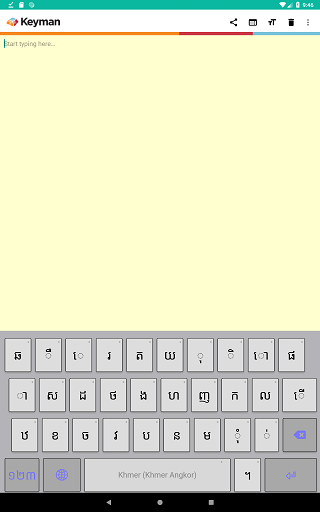 9:46
Keyman
Start typing here...
ឆ ឹ េ រ ត យ ុ ិ ោ ផ
ា ស ដ ថ ង ហ ញ ក ល ើ
ឋ ខ ច វ ប ន ម ុំ ់
១២៣ Khmer (Khmer Angkor) ។